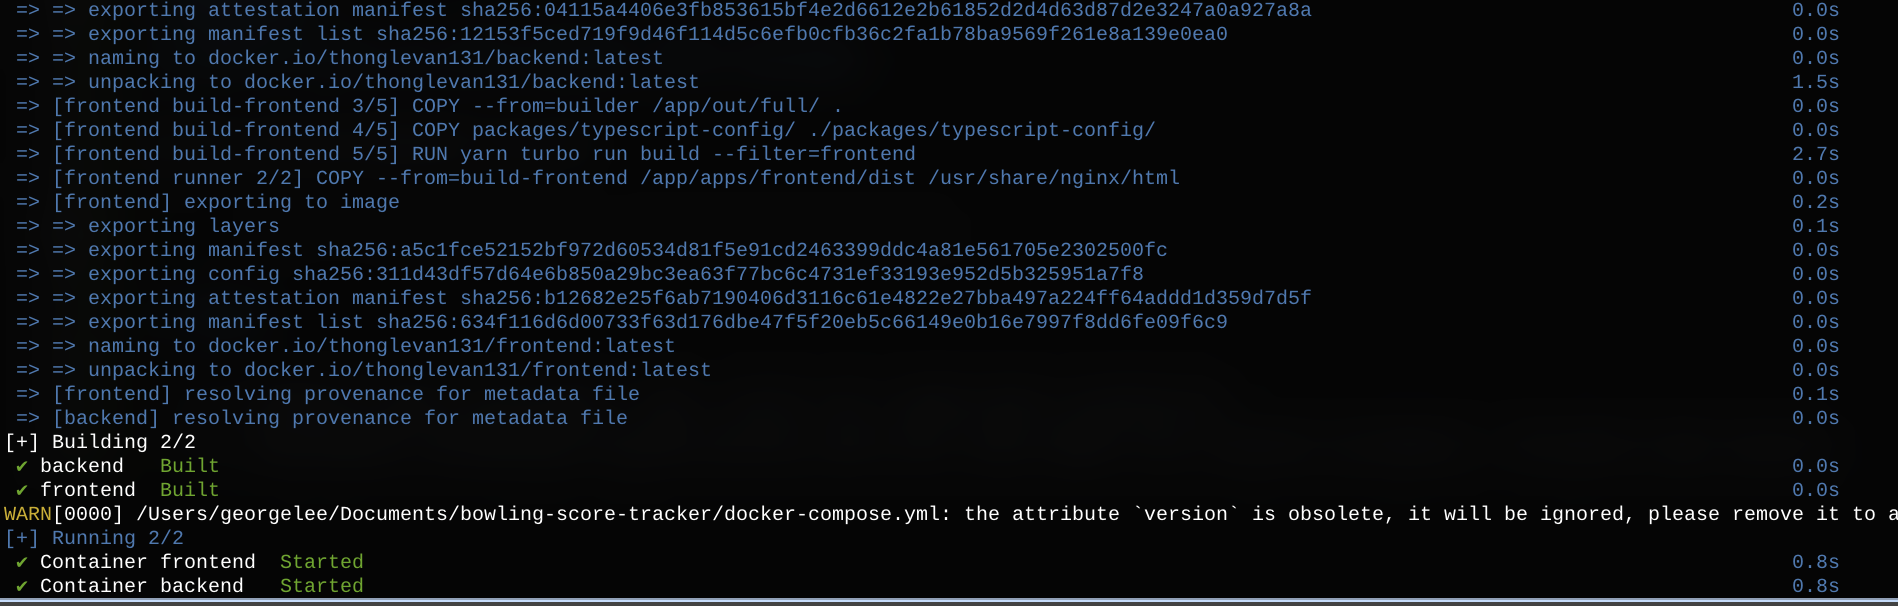 => => exporting attestation manifest sha256:04115a4406e3fb853615bf4e2d6612e2b61852d2d4d63d87d2e3247a0a927a8a 0.0s
=> => exporting manifest list sha256:12153f5ced719f9d46f114d5c6efb0cfb36c2fa1b78ba9569f261e8a139e0ea0 0.0s
=> => naming to docker.io/thonglevan131/backend:latest 0.0s
=> => unpacking to docker.io/thonglevan131/backend:latest 1.5s
=> [frontend build-frontend 3/5] COPY --from=builder /app/out/full/ . 0.0s
=> [frontend build-frontend 4/5] COPY packages/typescript-config/ ./packages/typescript-config/ 0.0s
=> [frontend build-frontend 5/5] RUN yarn turbo run build --filter=frontend 2.7s
=> [frontend runner 2/2] COPY --from=build-frontend /app/apps/frontend/dist /usr/share/nginx/html 0.0s
=> [frontend] exporting to image 0.2s
=> => exporting layers 0.1s
=> => exporting manifest sha256:a5c1fce52152bf972d60534d81f5e91cd2463399ddc4a81e561705e2302500fc 0.0s
=> => exporting config sha256:311d43df57d64e6b850a29bc3ea63f77bc6c4731ef33193e952d5b325951a7f8 0.0s
=> => exporting attestation manifest sha256:b12682e25f6ab7190406d3116c61e4822e27bba497a224ff64addd1d359d7d5f 0.0s
=> => exporting manifest list sha256:634f116d6d00733f63d176dbe47f5f20eb5c66149e0b16e7997f8dd6fe09f6c9 0.0s
=> => naming to docker.io/thonglevan131/frontend:latest 0.0s
=> => unpacking to docker.io/thonglevan131/frontend:latest 0.0s
=> [frontend] resolving provenance for metadata file 0.1s
=> [backend] resolving provenance for metadata file 0.0s
[+] Building 2/2
✔ backend Built 0.0s
✔ frontend Built 0.0s
WARN[0000] /Users/georgelee/Documents/bowling-score-tracker/docker-compose.yml: the attribute `version` is obsolete, it will be ignored, please remove it to a
[+] Running 2/2
✔ Container frontend Started 0.8s
✔ Container backend Started 0.8s